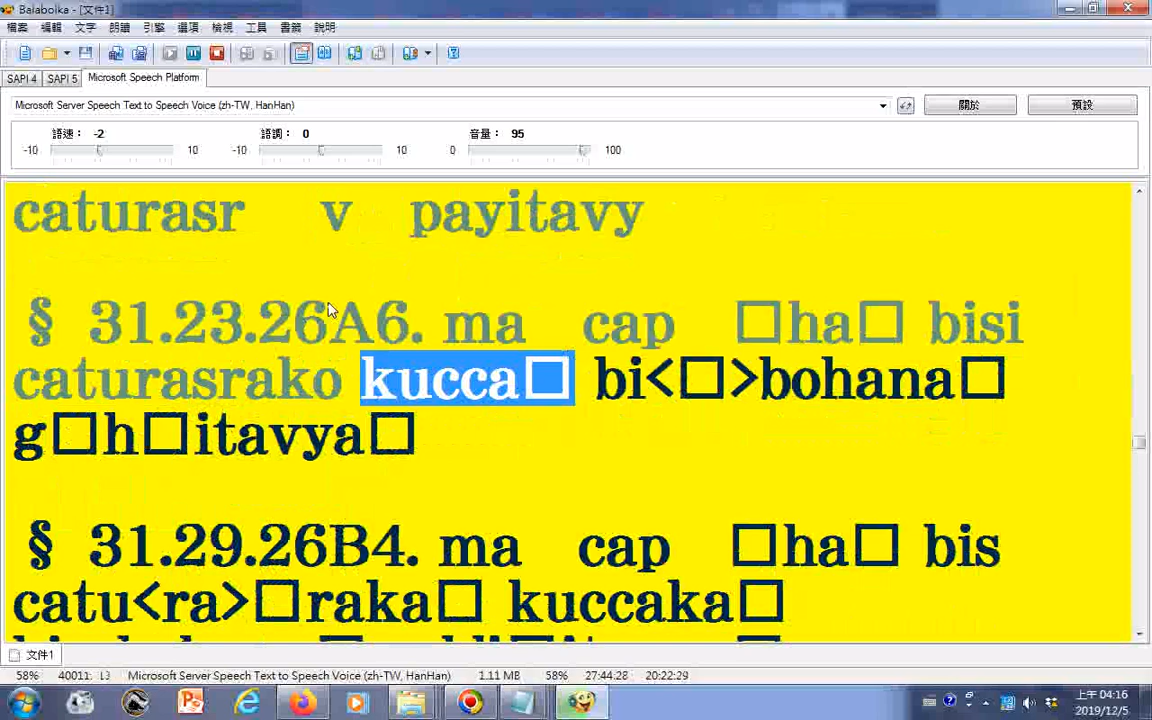 Balabolka - [文件1]
檔案 編輯 文字 朗讀 引擎 選項 檢視 工具 書籤 說明
SAPI 4 SAPI 5 Microsoft Speech Platform
Microsoft Server Speech Text to Speech Voice (zh-TW, HanHan) 關於 預設
語速： -2 語調： 0 音量： 95
-10 10 -10 10 0 100
caturasr v payitavy
§ 31.23.26A6. ma cap □ha□ bisi
caturasrako kucca□ bi<□>bohana□
g□h□itavya□
§ 31.29.26B4. ma cap □ha□ bis
catu<ra>□raka□ kuccaka□
文件1
58% 40011: 13 Microsoft Server Speech Text to Speech Voice (zh-TW, HanHan) 1.11 MB 58% 27:44:28 20:22:29
上午 04:16
2019/12/5